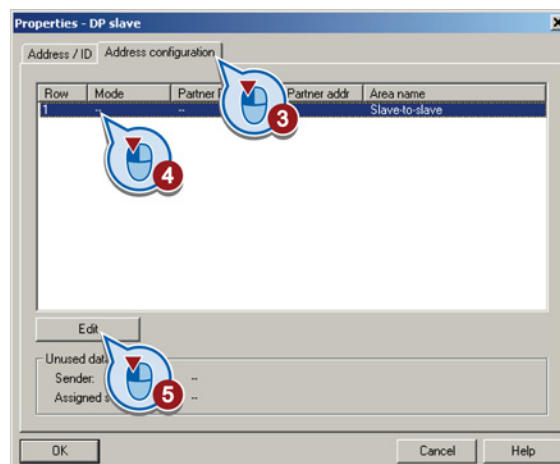 Properties - DP slave
Address / ID Address configuration
Row Mode Partner Partner addr Area name
1 -- -- Slave-to-slave
3
4
Edit
Unused
Sender: --
Assigned --
5
OK Cancel Help